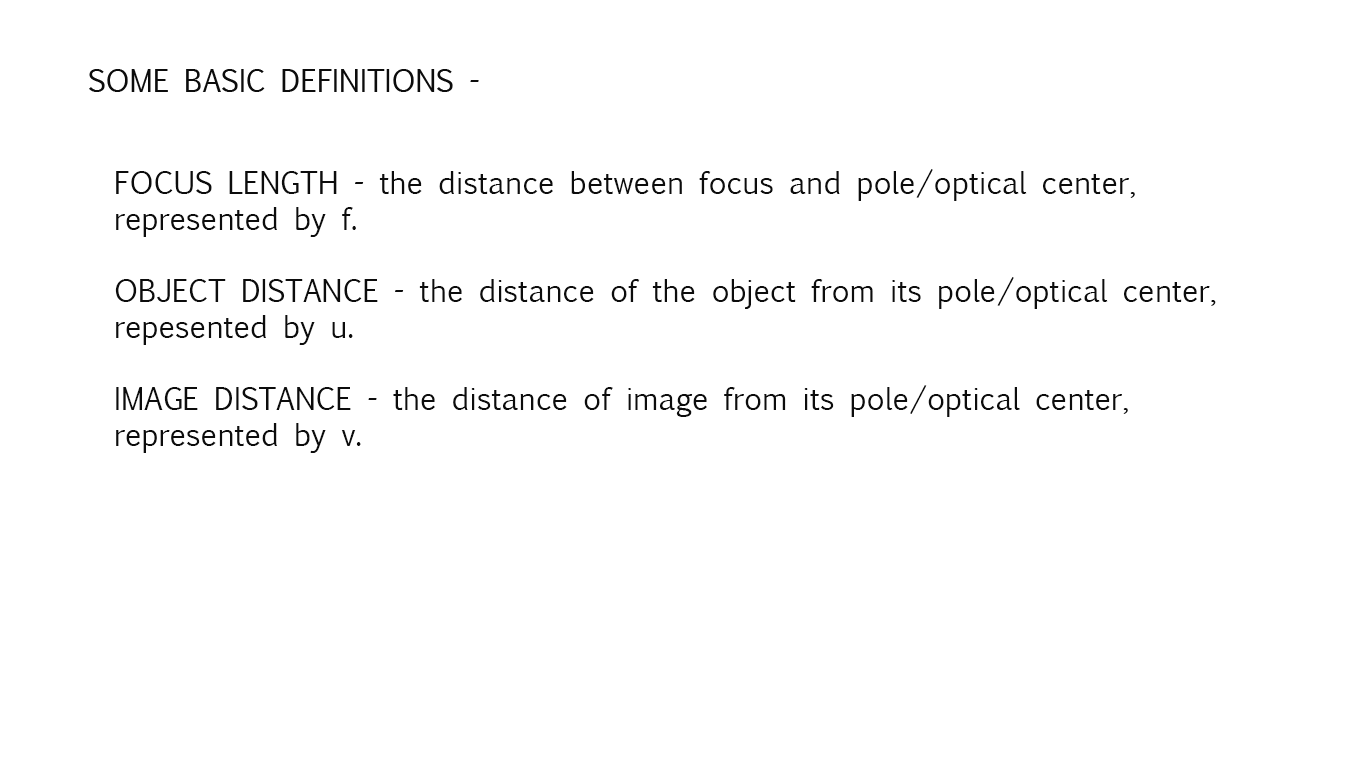 SOME BASIC DEFINITIONS -
FOCUS LENGTH - the distance between focus and pole/optical center,
represented by f.
OBJECT DISTANCE - the distance of the object from its pole/optical center,
repesented by u.
IMAGE DISTANCE - the distance of image from its pole/optical center,
represented by v.